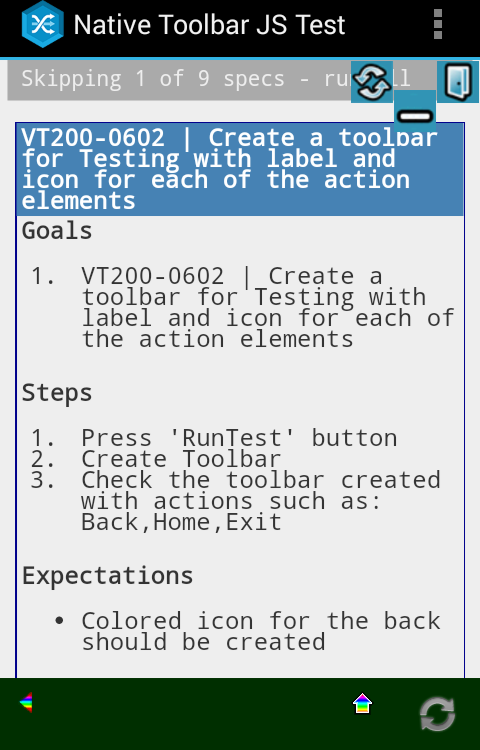 Native Toolbar JS Test
Skipping 1 of 9 specs - run all
VT200-0602 | Create a toolbar
for Testing with label and
icon for each of the action
elements
Goals
1. VT200-0602 | Create a
toolbar for Testing with
label and icon for each of
the action elements
Steps
1. Press 'RunTest' button
2. Create Toolbar
3. Check the toolbar created
with actions such as:
Back,Home,Exit
Expectations
• Colored icon for the back
should be created